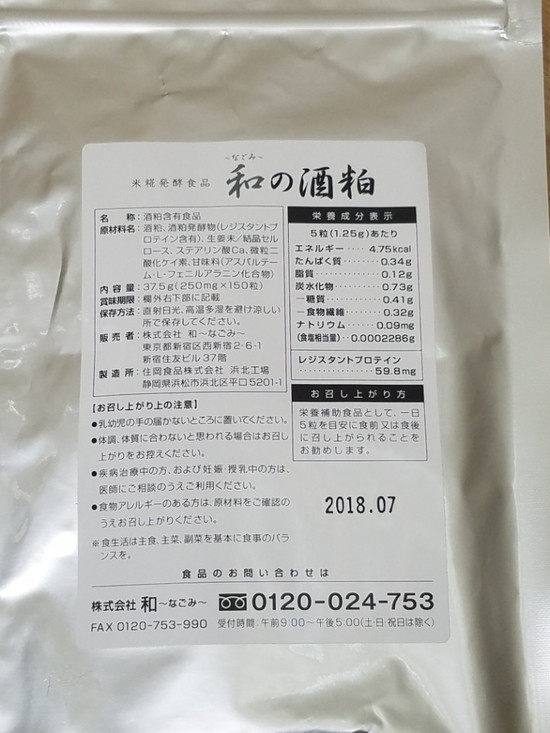 ～なごみ～
米糀発酵食品 和の酒粕
名 称：酒粕含有食品
原材料名：酒粕、酒粕発酵物(レジスタントプ
ロテイン含有)、生姜末／結晶セル
ロース、ステアリン酸Ca、微粒二
酸化ケイ素、甘味料(アスパルテー
ム-L-フェニルアラニン化合物)
内 容 量：37.5g(250mg×150粒)
賞味期限：欄外右下部に記載
保存方法：直射日光、高温多湿を避け涼しい
所で保存してください。
販 売 者：株式会社 和～なごみ～
東京都新宿区西新宿2-6-1
新宿住友ビル37階
製 造 所：住岡食品株式会社 浜北工場
静岡県浜松市浜北区平口5201-1
【お召し上がり上の注意】
●乳幼児の手の届かないところに置いてください。
●体調、体質に合わないと思われる場合はお召し
上がりをお控えください。
●疾病治療中の方、および妊娠・授乳中の方は、
医師にご相談のうえご利用ください。
●食物アレルギーのある方は、原材料をご確認の
うえお召し上がりください。
※食生活は主食、主菜、副菜を基本に食事のバラ
ンスを。
栄養成分表示
5粒(1.25g)あたり
エネルギー‥‥4.75kcal
たんぱく質‥‥‥‥0.34g
脂質‥‥‥‥‥‥‥0.12g
炭水化物‥‥‥‥‥0.73g
－糖質‥‥‥‥‥‥0.41g
－食物繊維‥‥‥‥0.32g
ナトリウム‥‥‥0.09mg
(食塩相当量)‥‥0.0002286g
レジスタントプロテイン
‥‥‥‥‥‥‥59.8mg
お召し上がり方
栄養補助食品として、一日
5粒を目安に食前又は食後
に召し上がられることを
お勧めします。
2018.07
食品のお問い合わせは
株式会社 和～なごみ～ 0120-024-753
FAX 0120-753-990 受付時間：午前9:00～午後5:00(土・日・祝日は除く)